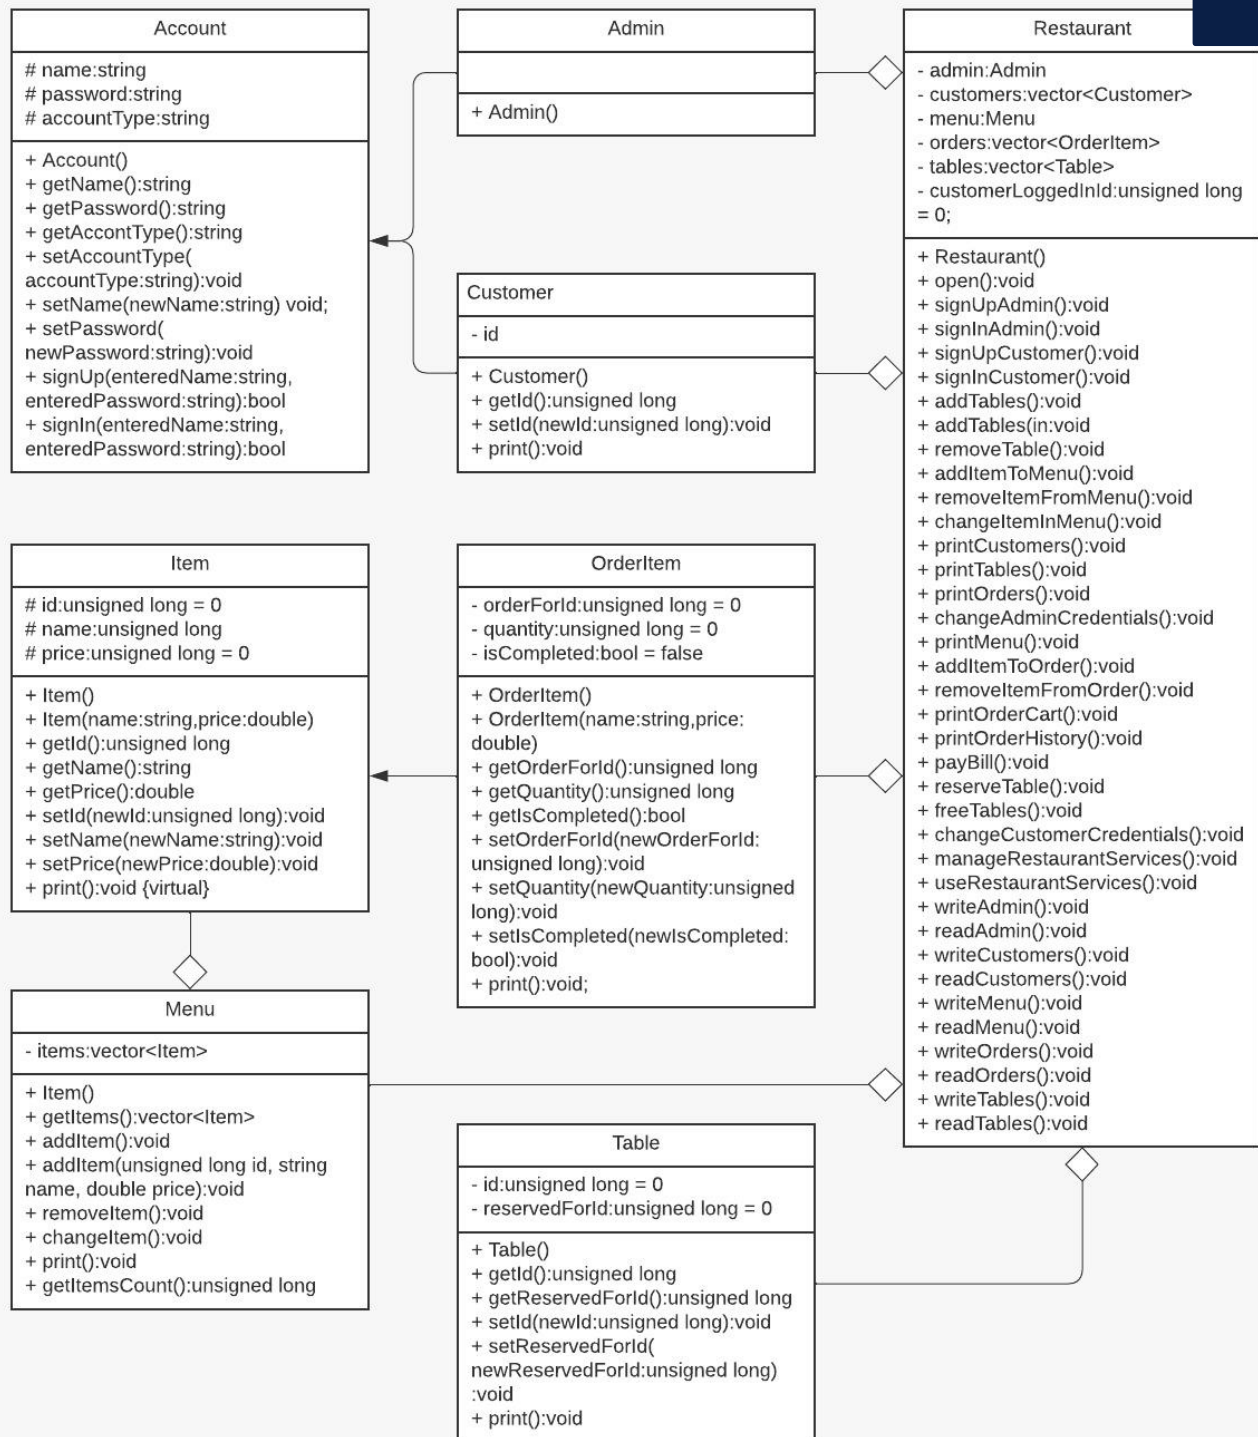 Account
# name:string
# password:string
# accountType:string
+ Account()
+ getName():string
+ getPassword():string
+ getAccontType():string
+ setAccountType(
accountType:string):void
+ setName(newName:string) void;
+ setPassword(
newPassword:string):void
+ signUp(enteredName:string,
enteredPassword:string):bool
+ signIn(enteredName:string,
enteredPassword:string):bool
Admin
+ Admin()
Customer
- id
+ Customer()
+ getId():unsigned long
+ setId(newId:unsigned long):void
+ print():void
Restaurant
- admin:Admin
- customers:vector<Customer>
- menu:Menu
- orders:vector<OrderItem>
- tables:vector<Table>
- customerLoggedInId:unsigned long
= 0;
+ Restaurant()
+ open():void
+ signUpAdmin():void
+ signInAdmin():void
+ signUpCustomer():void
+ signInCustomer():void
+ addTables():void
+ addTables(in:void
+ removeTable():void
+ addItemToMenu():void
+ removeItemFromMenu():void
+ changeItemInMenu():void
+ printCustomers():void
+ printTables():void
+ printOrders():void
+ changeAdminCredentials():void
+ printMenu():void
+ addItemToOrder():void
+ removeItemFromOrder():void
+ printOrderCart():void
+ printOrderHistory():void
+ payBill():void
+ reserveTable():void
+ freeTables():void
+ changeCustomerCredentials():void
+ manageRestaurantServices():void
+ useRestaurantServices():void
+ writeAdmin():void
+ readAdmin():void
+ writeCustomers():void
+ readCustomers():void
+ writeMenu():void
+ readMenu():void
+ writeOrders():void
+ readOrders():void
+ writeTables():void
+ readTables():void
Item
# id:unsigned long = 0
# name:unsigned long
# price:unsigned long = 0
+ Item()
+ Item(name:string,price:double)
+ getId():unsigned long
+ getName():string
+ getPrice():double
+ setId(newId:unsigned long):void
+ setName(newName:string):void
+ setPrice(newPrice:double):void
+ print():void {virtual}
OrderItem
- orderForId:unsigned long = 0
- quantity:unsigned long = 0
- isCompleted:bool = false
+ OrderItem()
+ OrderItem(name:string,price:
double)
+ getOrderForId():unsigned long
+ getQuantity():unsigned long
+ getIsCompleted():bool
+ setOrderForId(newOrderForId:
unsigned long):void
+ setQuantity(newQuantity:unsigned
long):void
+ setIsCompleted(newIsCompleted:
bool):void
+ print():void;
Menu
- items:vector<Item>
+ Item()
+ getItems():vector<Item>
+ addItem():void
+ addItem(unsigned long id, string
name, double price):void
+ removeItem():void
+ changeItem():void
+ print():void
+ getItemsCount():unsigned long
Table
- id:unsigned long = 0
- reservedForId:unsigned long = 0
+ Table()
+ getId():unsigned long
+ getReservedForId():unsigned long
+ setId(newId:unsigned long):void
+ setReservedForId(
newReservedForId:unsigned long)
:void
+ print():void